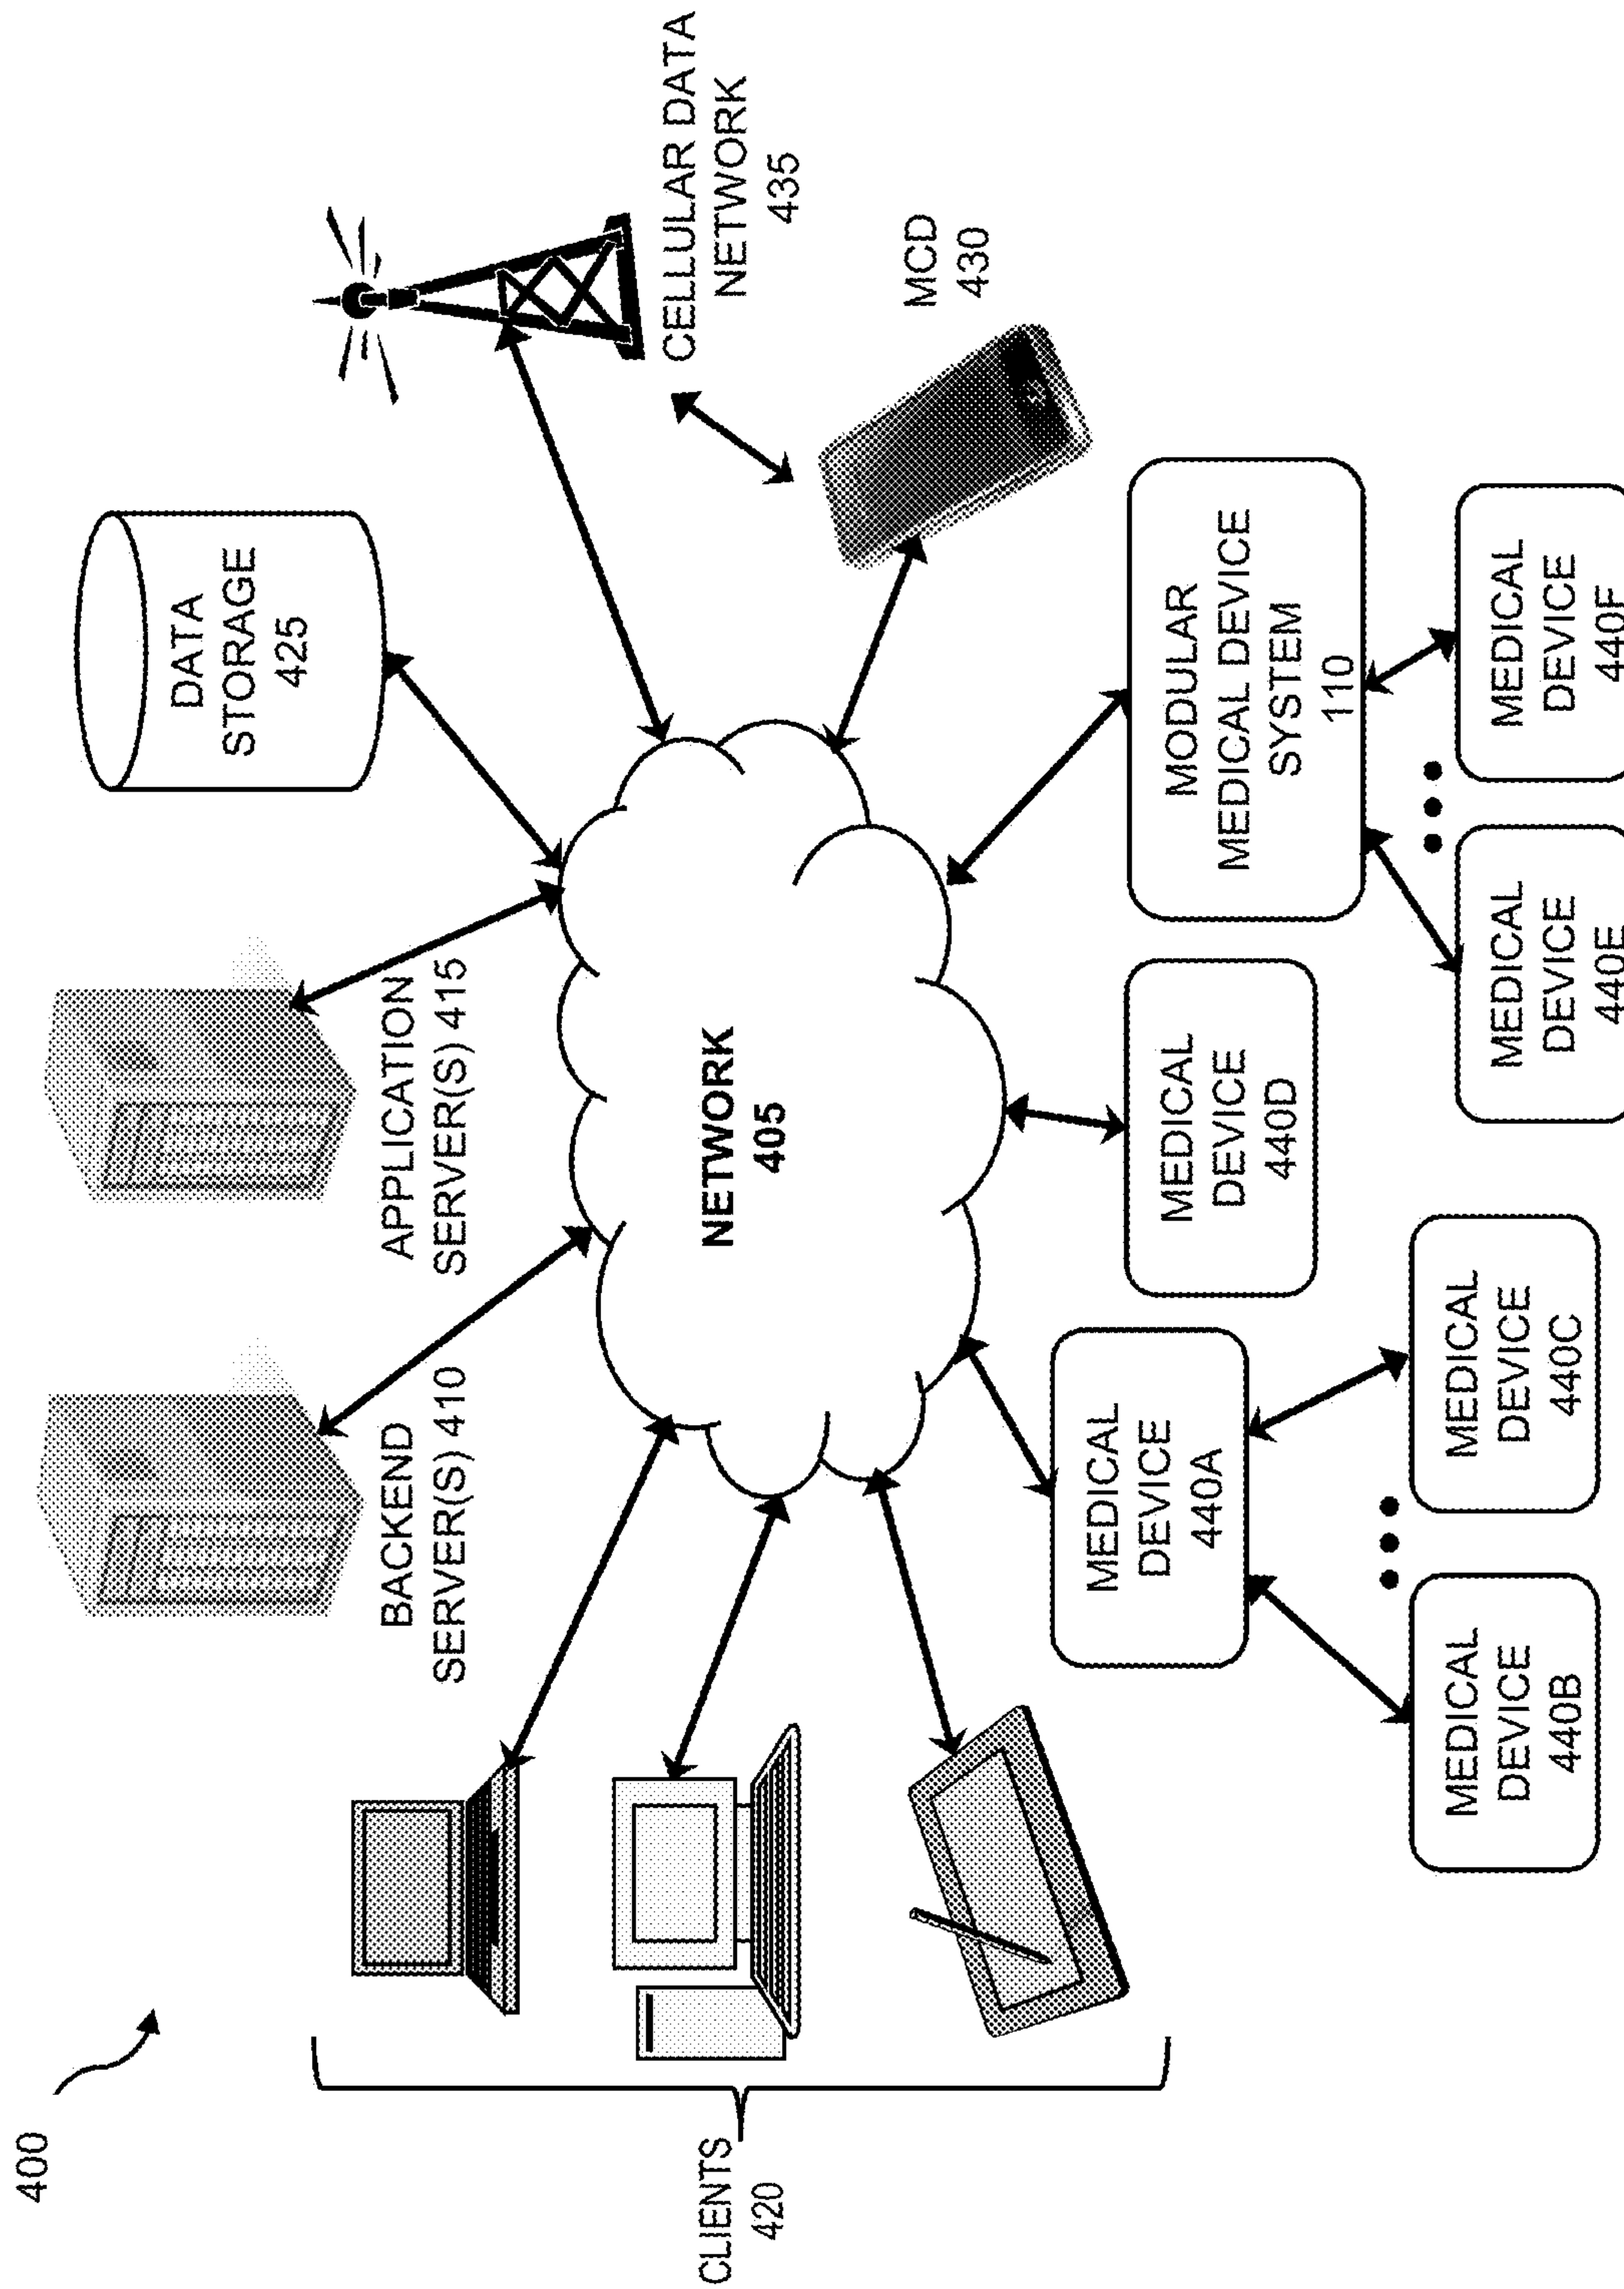 400
BACKEND
SERVER(S) 410
APPLICATION
SERVER(S) 415
DATA
STORAGE
425
CELLULAR DATA
NETWORK
435
CLIENTS
420
NETWORK
405
MCD
430
MEDICAL
DEVICE
440A
MEDICAL
DEVICE
440D
MODULAR
MEDICAL DEVICE
SYSTEM
110
MEDICAL
DEVICE
440B
MEDICAL
DEVICE
440C
MEDICAL
DEVICE
440E
MEDICAL
DEVICE
440F